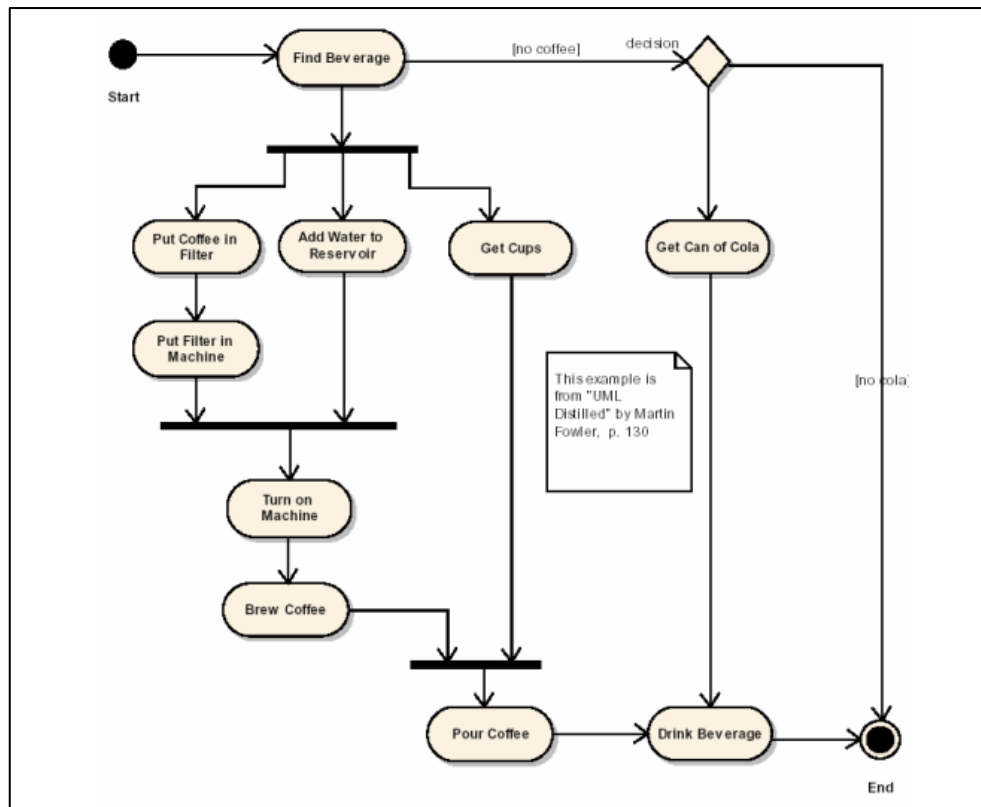 [no coffee]
decision
Find Beverage
Start
Put Coffee in
Filter
Add Water to
Reservoir
Get Cups
Get Can of Cola
Put Filter in
Machine
This example is
from "UML
Distilled" by Martin
Fowler, p. 130
[no cola]
Turn on
Machine
Brew Coffee
Pour Coffee
Drink Beverage
End